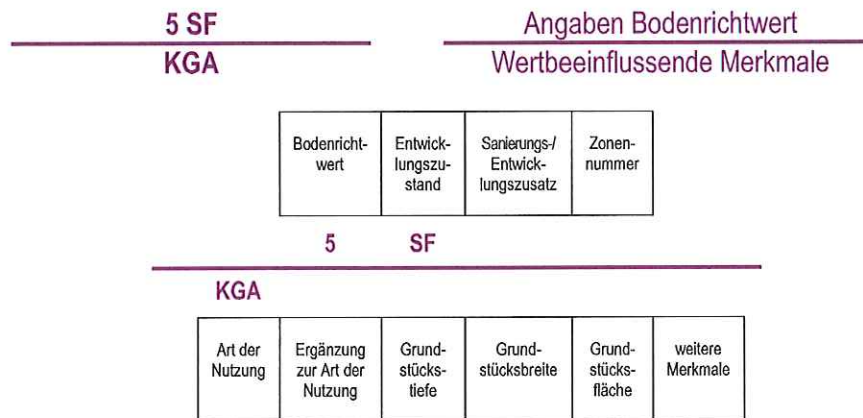 5 SF Angaben Bodenrichtwert
KGA Wertbeeinflussende Merkmale
Bodenricht-
wert
Entwick-
lungszu-
stand
Sanierungs-/
Entwick-
lungszusatz
Zonen-
nummer
5 SF
KGA
Art der
Nutzung
Ergänzung
zur Art der
Nutzung
Grund-
stücks-
tiefe
Grund-
stücksbreite
Grund-
stücks-
fläche
weitere
Merkmale